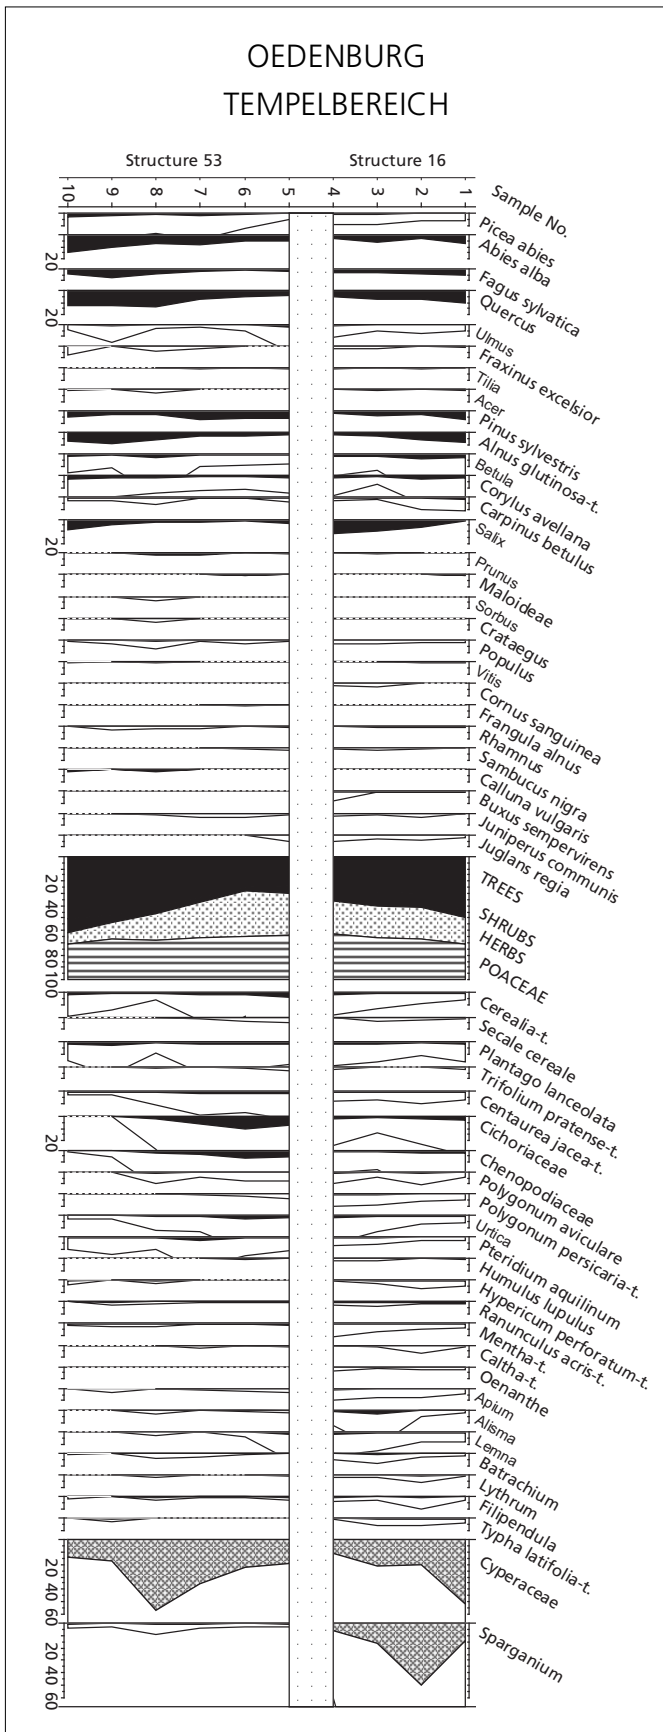 OEDENBURG
TEMPELBEREICH
Structure 53
Structure 16
10 9 8 7 6 5 4 3 2 1
Sample No.
Picea abies
Abies alba
20
Fagus sylvatica
Quercus
20
Ulmus
Fraxinus excelsior
Tilia
Acer
Pinus sylvestris
Alnus glutinosa-t.
Betula
Corylus avellana
Carpinus betulus
Salix
20
Prunus
Maloideae
Sorbus
Crataegus
Populus
Vitis
Cornus sanguinea
Frangula alnus
Rhamnus
Sambucus nigra
Calluna vulgaris
Buxus sempervirens
Juniperus communis
Juglans regia
20 40 60 80 100
TREES
SHRUBS
HERBS
POACEAE
Cerealia-t.
Secale cereale
Plantago lanceolata
Trifolium pratense-t.
Centaurea jacea-t.
Cichoriaceae
20
Chenopodiaceae
Polygonum aviculare
Polygonum persicaria-t.
Urtica
Pteridium aquilinum
Humulus lupulus
Hypericum perforatum-t.
Ranunculus acris-t.
Mentha-t.
Caltha-t.
Oenanthe
Apium
Alisma
Lemna
Batrachium
Lythrum
Filipendula
Typha latifolia-t.
Cyperaceae
20 40 60
Sparganium
20 40 60